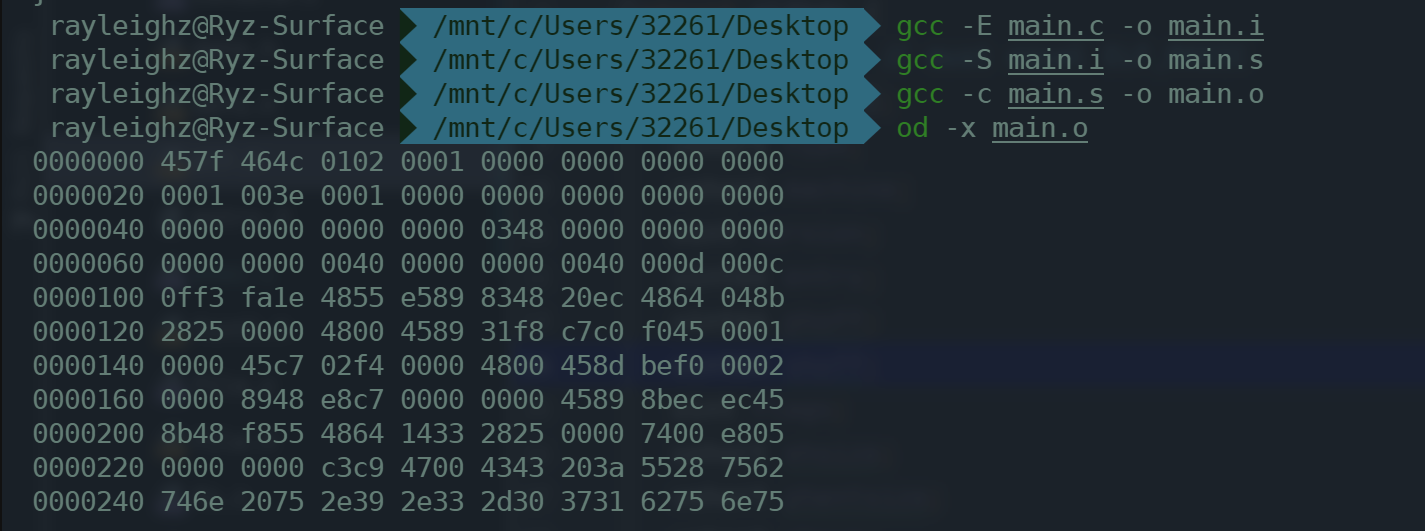 rayleighz@Ryz-Surface /mnt/c/Users/32261/Desktop gcc -E main.c -o main.i
rayleighz@Ryz-Surface /mnt/c/Users/32261/Desktop gcc -S main.i -o main.s
rayleighz@Ryz-Surface /mnt/c/Users/32261/Desktop gcc -c main.s -o main.o
rayleighz@Ryz-Surface /mnt/c/Users/32261/Desktop od -x main.o
0000000 457f 464c 0102 0001 0000 0000 0000 0000
0000020 0001 003e 0001 0000 0000 0000 0000 0000
0000040 0000 0000 0000 0000 0348 0000 0000 0000
0000060 0000 0000 0040 0000 0000 0040 000d 000c
0000100 0ff3 fa1e 4855 e589 8348 20ec 4864 048b
0000120 2825 0000 4800 4589 31f8 c7c0 f045 0001
0000140 0000 45c7 02f4 0000 4800 458d bef0 0002
0000160 0000 8948 e8c7 0000 0000 4589 8bec ec45
0000200 8b48 f855 4864 1433 2825 0000 7400 e805
0000220 0000 0000 c3c9 4700 4343 203a 5528 7562
0000240 746e 2075 2e39 2e33 2d30 3731 6275 6e75